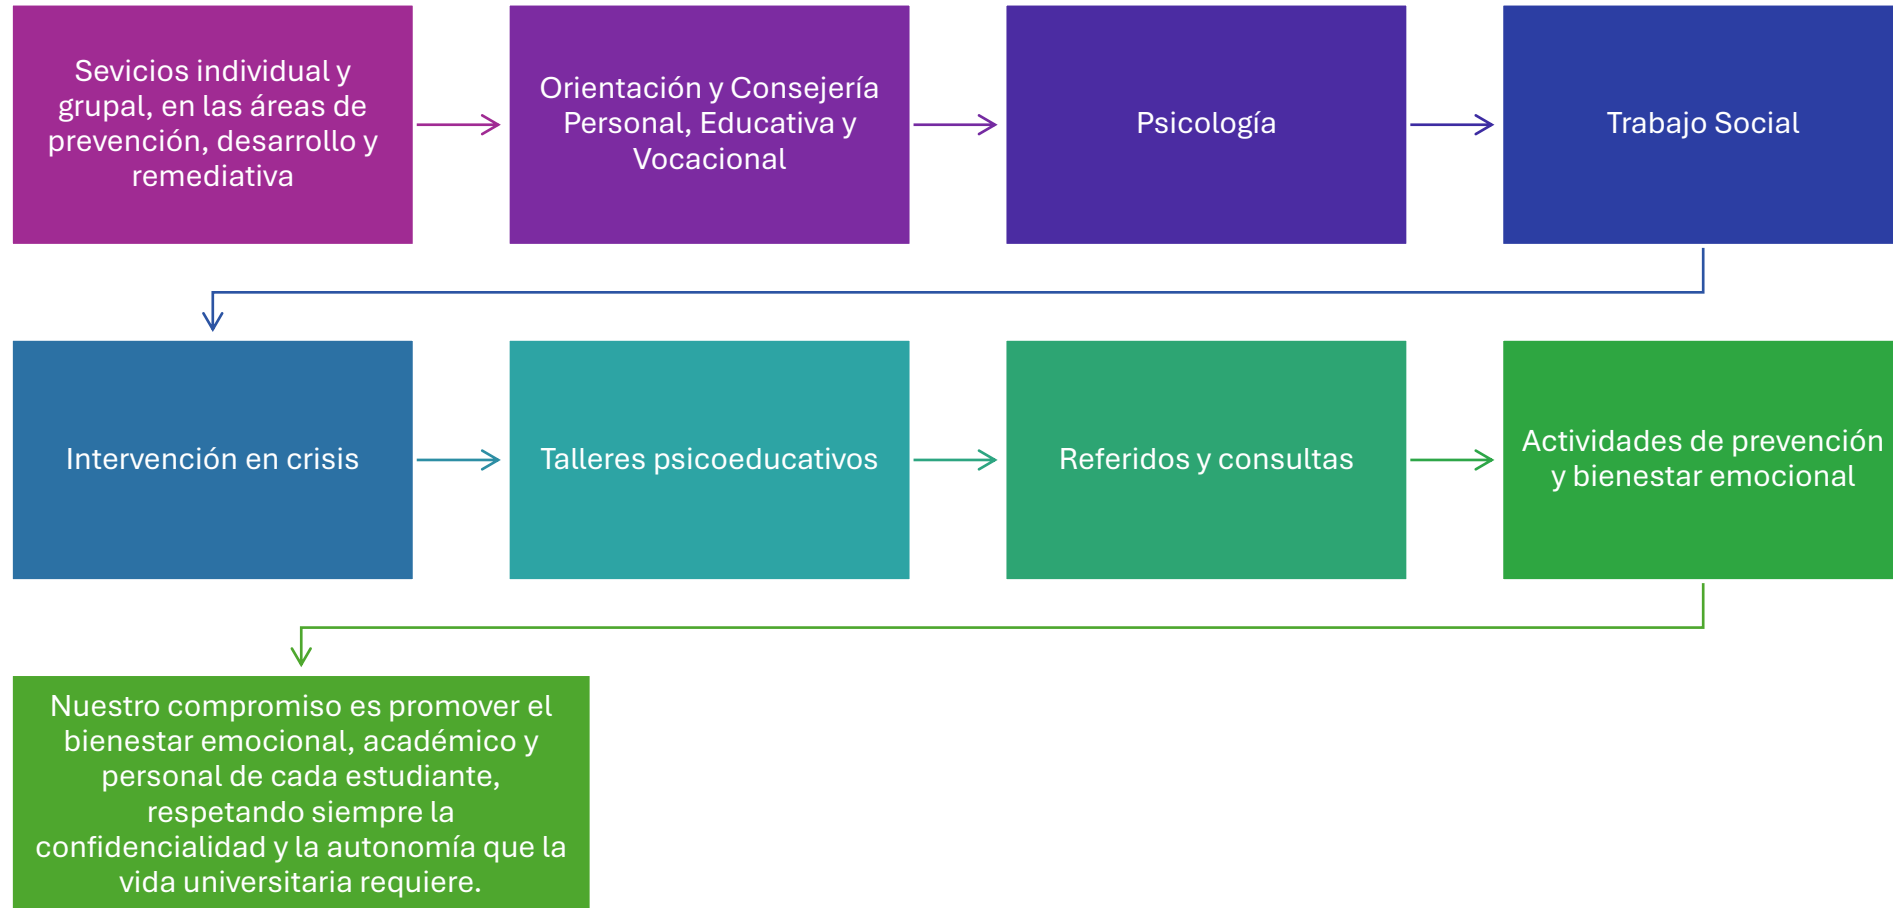 Sevicios individual y
grupal, en las áreas de
prevención, desarrollo y
remediativa
Orientación y Consejería
Personal, Educativa y
Vocacional
Psicología
Trabajo Social
Intervención en crisis
Talleres psicoeducativos
Referidos y consultas
Actividades de prevención
y bienestar emocional
Nuestro compromiso es promover el
bienestar emocional, académico y
personal de cada estudiante,
respetando siempre la
confidencialidad y la autonomía que la
vida universitaria requiere.